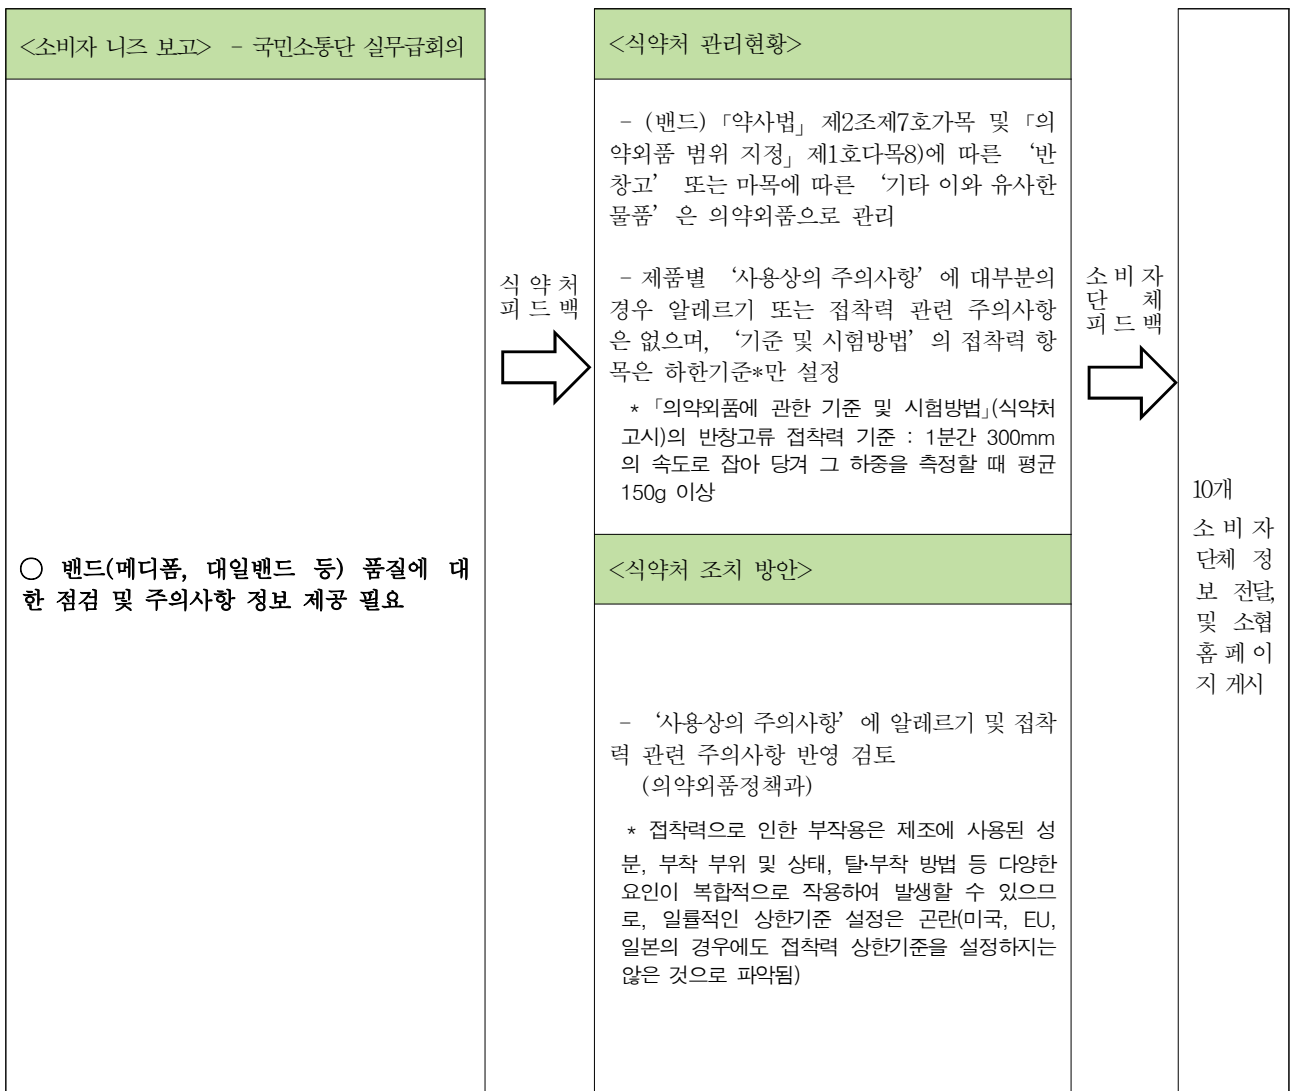 <소비자 니즈 보고> - 국민소통단 실무급회의
○ 밴드(메디폼, 대일밴드 등) 품질에 대
한 점검 및 주의사항 정보 제공 필요
식 약 처
피 드 백
<식약처 관리현황>
- (밴드)「약사법」 제2조제7호가목 및 「의
약외품 범위 지정」 제1호다목8)에 따른 ‘반
창고’ 또는 마목에 따른 ‘기타 이와 유사한
물품’은 의약외품으로 관리
- 제품별 ‘사용상의 주의사항’에 대부분의
경우 알레르기 또는 접착력 관련 주의사항
은 없으며, ‘기준 및 시험방법’의 접착력 항
목은 하한기준*만 설정
* 「의약외품에 관한 기준 및 시험방법」(식약처
고시)의 반창고류 접착력 기준 : 1분간 300mm
의 속도로 잡아 당겨 그 하중을 측정할 때 평균
150g 이상
<식약처 조치 방안>
- ‘사용상의 주의사항’에 알레르기 및 접착
력 관련 주의사항 반영 검토
(의약외품정책과)
* 접착력으로 인한 부작용은 제조에 사용된 성
분, 부착 부위 및 상태, 탈·부착 방법 등 다양한
요인이 복합적으로 작용하여 발생할 수 있으므
로, 일률적인 상한기준 설정은 곤란(미국, EU,
일본의 경우에도 접착력 상한기준을 설정하지는
않은 것으로 파악됨)
소 비 자
단 체
피 드 백
10개
소 비 자
단체 정
보 전달,
및 소협
홈 페 이
지 게시